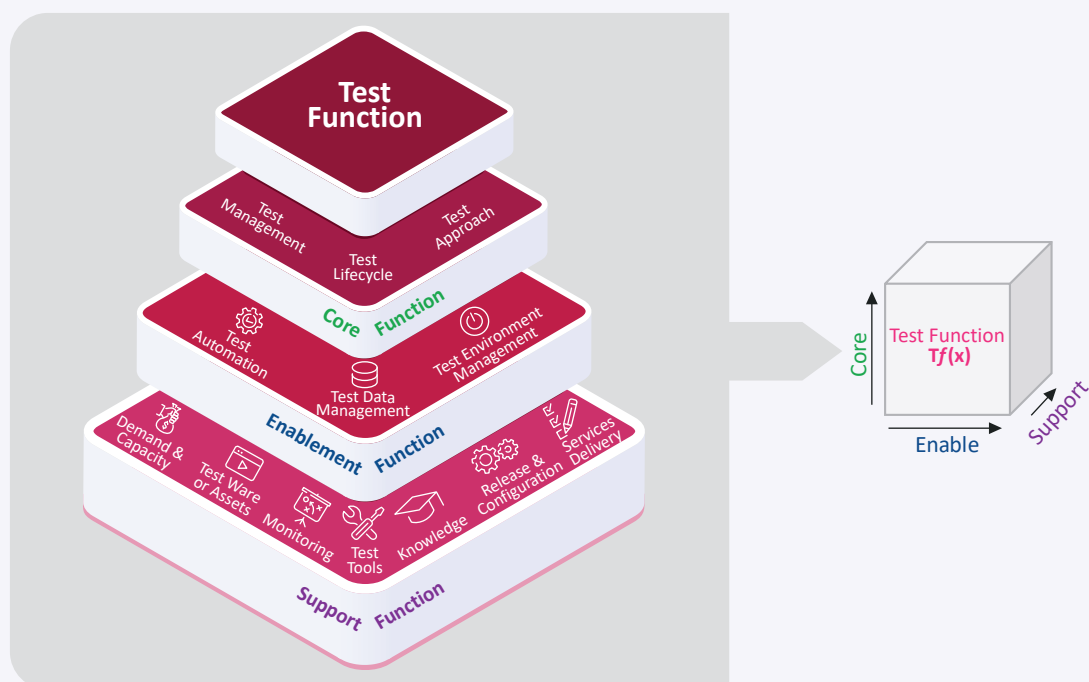 Test
Function
Test
Management
Test
Lifecycle
Test
Approach
Core Function
Test
Automation
Test Data
Management
Test Environment
Management
Enablement Function
Demand &
Capacity
Test Ware
or Assets
Monitoring
Test
Tools
Knowledge
Release &
Configuration
Services
Delivery
Support Function
Core
Test Function
Tf(x)
Enable
Support